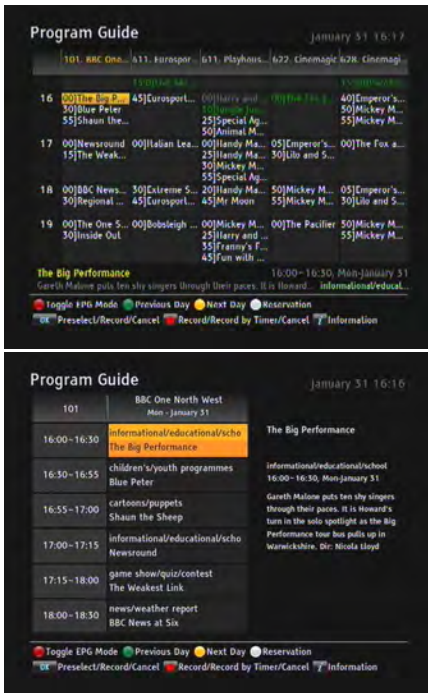 Program Guide
January 31 16:17
101. BBC One... 611. Eurospor... 611. Playhous... 622. Cinemagic 628. Cinemagi...
16 00]The Big P... 45]Eurosport... 00]Harry and ... 40]Emperor's...
30]Blue Peter 50]Mickey M...
55]Shaun the... 25]Special Ag... 55]Mickey M...
50]Animal M...
17 00]Newsround 00]Italian Lea... 00]Handy Ma... 05]Emperor's... 00]The Fox a...
15]The Weak... 25]Handy Ma... 30]Lilo and S...
30]Mickey M...
55]Special Ag...
18 00]BBC News... 30]Extreme S... 20]Handy Ma... 50]Mickey M... 05]Emperor's...
30]Regional ... 45]Eurosport... 45]Mr Moon 55]Mickey M... 30]Lilo and S...
19 00]The One S... 00]Bobsleigh ... 00]Mickey M... 00]The Pacifier 50]Mickey M...
30]Inside Out 25]Harry and ... 55]Mickey M...
35]Franny's F...
45]Fun with ...
The Big Performance 16:00~16:30, Mon-January 31
Gareth Malone puts ten shy singers through their paces. It is Howard... informational/educat...
Toggle EPG Mode Previous Day Next Day Reservation
OK Preselect/Record/Cancel Record/Record by Timer/Cancel i Information
Program Guide
January 31 16:16
101
BBC One North West
Mon - January 31
16:00~16:30 informational/educational/scho
The Big Performance
16:30~16:55 children's/youth programmes
Blue Peter
16:55~17:00 cartoons/puppets
Shaun the Sheep
17:00~17:15 informational/educational/scho
Newsround
17:15~18:00 game show/quiz/contest
The Weakest Link
18:00~18:30 news/weather report
BBC News at Six
The Big Performance
informational/educational/school
16:00~16:30, Mon-January 31
Gareth Malone puts ten shy singers
through their paces. It is Howard's
turn in the solo spotlight as the Big
Performance tour bus pulls up in
Warwickshire. Dir: Nicola Lloyd
Toggle EPG Mode Previous Day Next Day Reservation
OK Preselect/Record/Cancel Record/Record by Timer/Cancel i Information